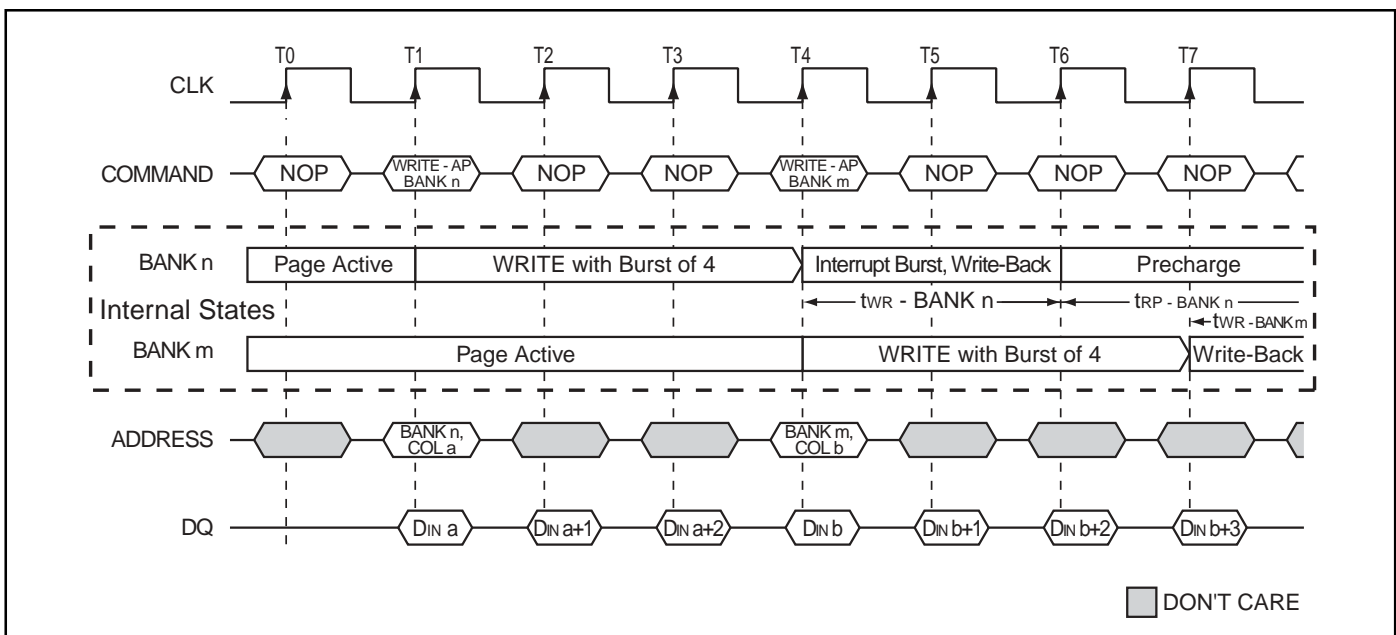 T0 T1 T2 T3 T4 T5 T6 T7
CLK
COMMAND NOP WRITE - AP BANK n NOP NOP WRITE - AP BANK m NOP NOP NOP
BANK n Page Active WRITE with Burst of 4 Interrupt Burst, Write-Back Precharge
tWR - BANK n tRP - BANK n
Internal States
tWR - BANK m
BANK m Page Active WRITE with Burst of 4 Write-Back
ADDRESS BANK n, COL a BANK m, COL b
DQ DIN a DIN a+1 DIN a+2 DIN b DIN b+1 DIN b+2 DIN b+3
DON'T CARE